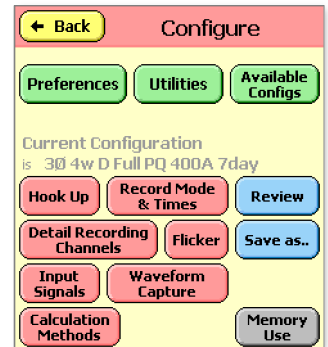 ← Back Configure
Preferences Utilities Available Configs
Current Configuration
is 3Ø 4w D Full PQ 400A 7day
Hook Up Record Mode & Times Review
Detail Recording Channels Flicker Save as..
Input Signals Waveform Capture
Calculation Methods Memory Use